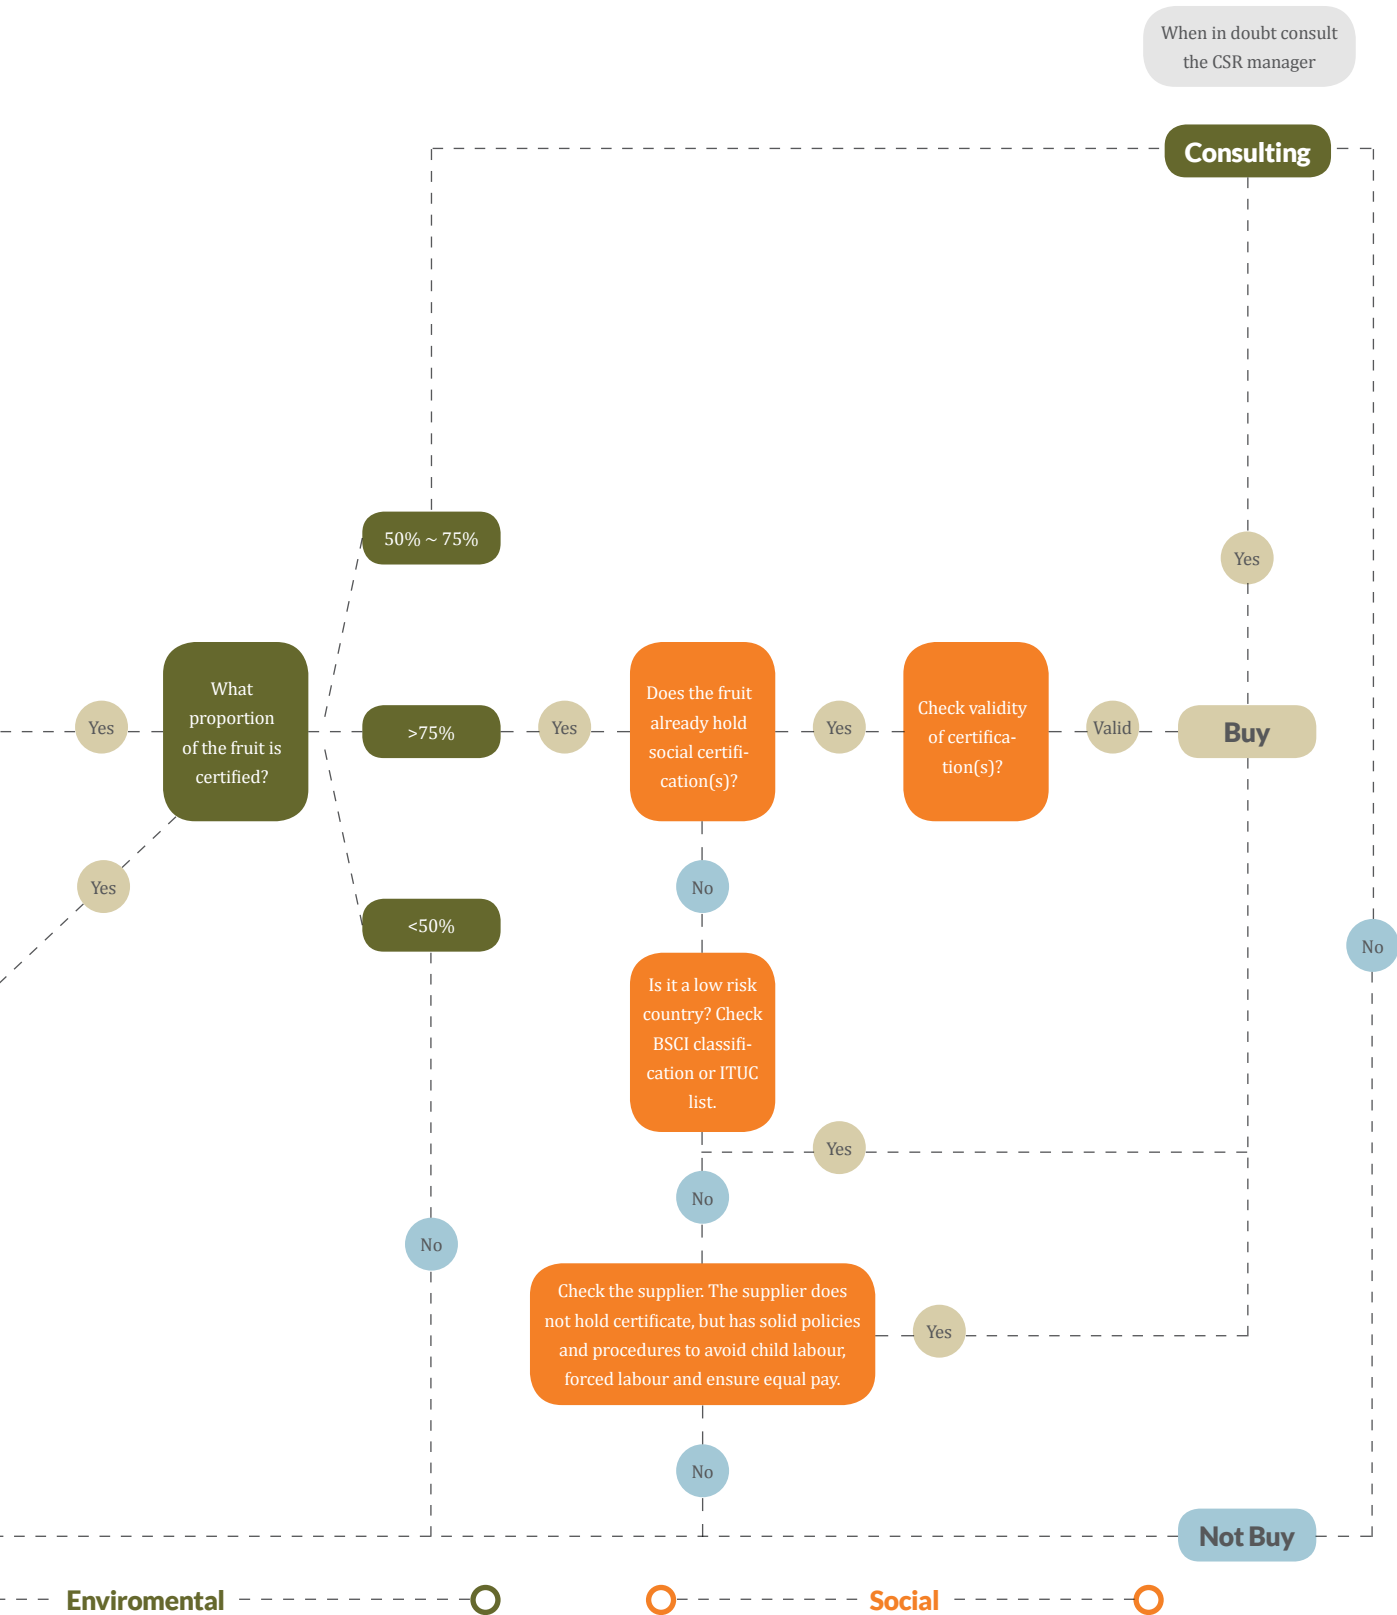 When in doubt consult
the CSR manager
Consulting
50% ~ 75%
Yes
What
proportion
of the fruit is
certified?
Yes
>75%
Yes
Does the fruit
already hold
social certifi-
cation(s)?
Yes
Check validity
of certifica-
tion(s)?
Valid
Buy
Yes
No
<50%
No
Is it a low risk
country? Check
BSCI classifi-
cation or ITUC
list.
Yes
No
No
Check the supplier. The supplier does
not hold certificate, but has solid policies
and procedures to avoid child labour,
forced labour and ensure equal pay.
Yes
No
Not Buy
Enviromental
Social